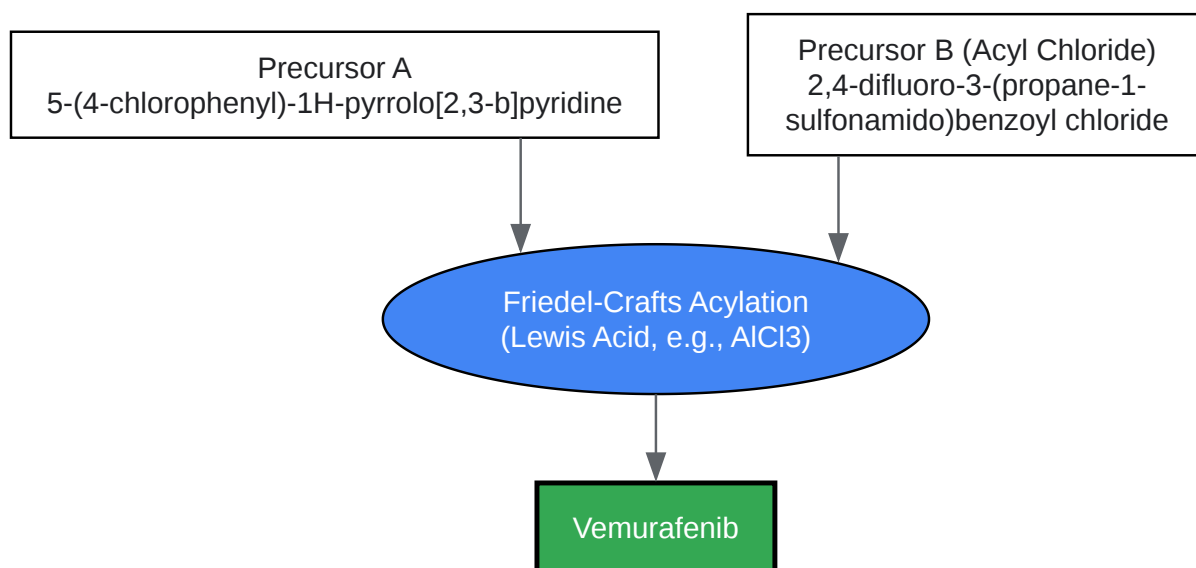 Precursor A
5-(4-chlorophenyl)-1H-pyrrolo[2,3-b]pyridine
Precursor B (Acyl Chloride)
2,4-difluoro-3-(propane-1-
sulfonamido)benzoyl chloride
Friedel-Crafts Acylation
(Lewis Acid, e.g., AlCl3)
Vemurafenib